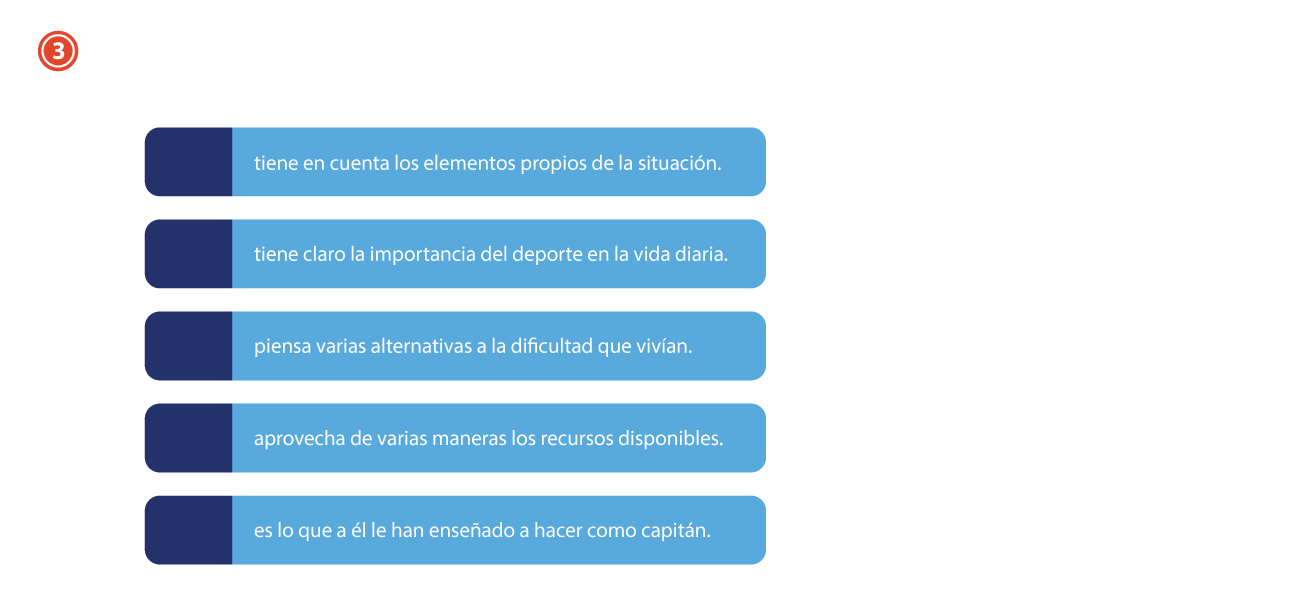 3
tiene en cuenta los elementos propios de la situación.
tiene claro la importancia del deporte en la vida diaria.
piensa varias alternativas a la dificultad que vivían.
aprovecha de varias maneras los recursos disponibles.
es lo que a él le han enseñado a hacer como capitán.